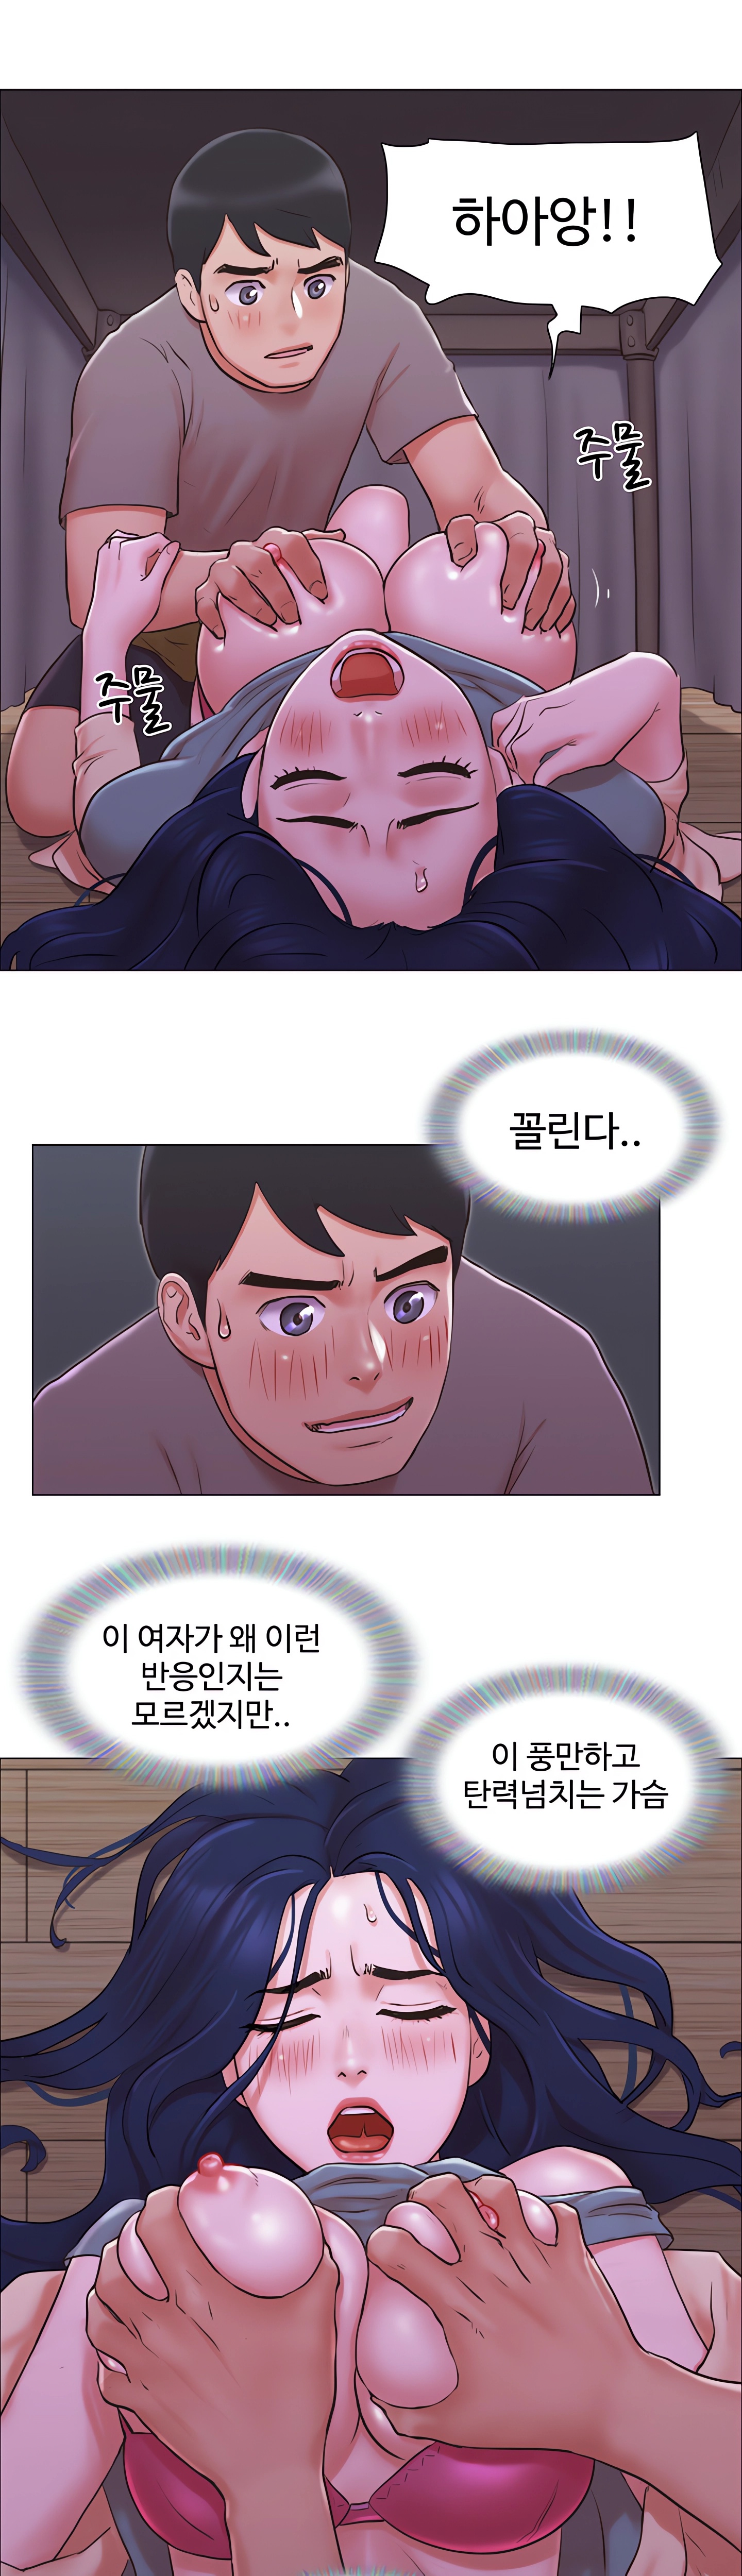 하아앙!!
주물
주물
꼴린다..
이 여자가 왜 이런
반응인지는
모르겠지만..
이 풍만하고
탄력넘치는 가슴